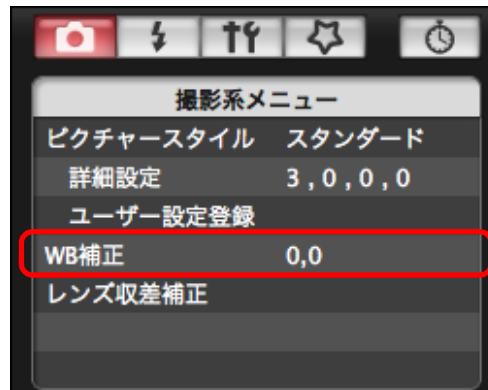 撮影系メニュー
ピクチャースタイル スタンダード
詳細設定 3 , 0 , 0 , 0
ユーザー設定登録
WB補正 0,0
レンズ収差補正